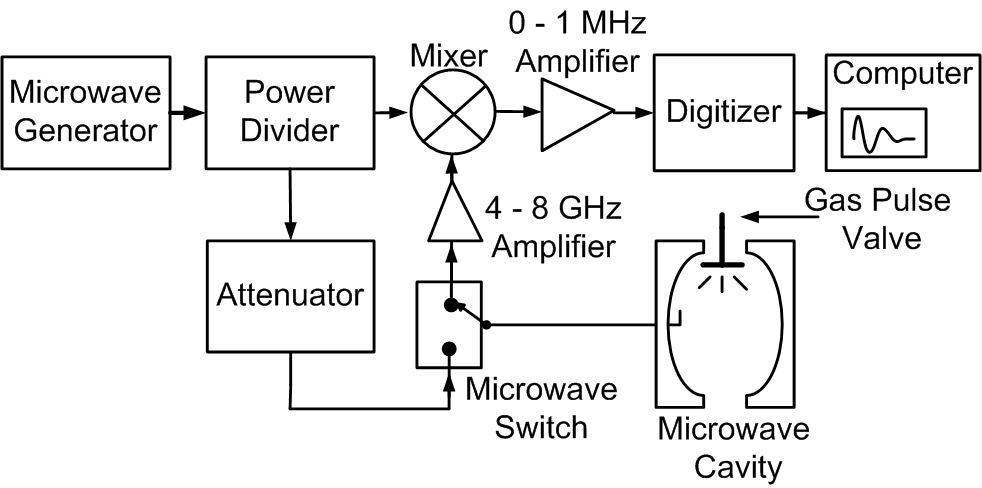 0 - 1 MHz
Amplifier
Mixer
Microwave
Generator
Power
Divider
Digitizer
Computer
Gas Pulse
Valve
4 - 8 GHz
Amplifier
Attenuator
Microwave
Switch
Microwave
Cavity